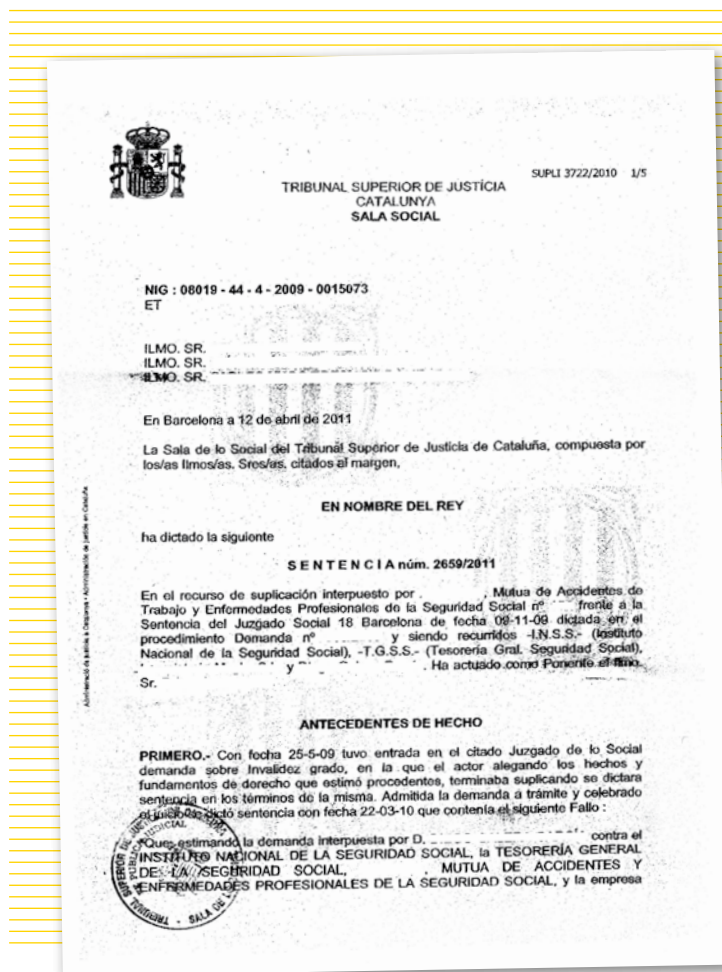 SUPLI 3722/2010 1/5
TRIBUNAL SUPERIOR DE JUSTÍCIA
CATALUNYA
SALA SOCIAL
NIG : 08019 - 44 - 4 - 2009 - 0015073
ET
ILMO. SR.
ILMO. SR.
ILMO. SR.
En Barcelona a 12 de abril de 2011
La Sala de lo Social del Tribunal Superior de Justicia de Cataluña, compuesta por
los/as Ilmos/as. Sres/as. citados al margen,
EN NOMBRE DEL REY
ha dictado la siguiente
S E N T E N C I A núm. 2659/2011
En el recurso de suplicación interpuesto por . , Mutua de Accidentes de
Trabajo y Enfermedades Profesionales de la Seguridad Social nº frente a la
Sentencia del Juzgado Social 18 Barcelona de fecha 09-11-09 dictada en el
procedimiento Demanda nº y siendo recurridos -I.N.S.S.- (Instituto
Nacional de la Seguridad Social), -T.G.S.S.- (Tesorería Gral. Seguridad Social),
y . Ha actuado como Ponente el Ilmo.
Sr.
ANTECEDENTES DE HECHO
PRIMERO.- Con fecha 25-5-09 tuvo entrada en el citado Juzgado de lo Social
demanda sobre Invalidez grado, en la que el actor alegando los hechos y
fundamentos de derecho que estimó procedentes, terminaba suplicando se dictara
sentencia en los términos de la misma. Admitida la demanda a trámite y celebrado
el juicio se dictó sentencia con fecha 22-03-10 que contenía el siguiente Fallo :
"Que estimando la demanda interpuesta por D. contra el
INSTITUTO NACIONAL DE LA SEGURIDAD SOCIAL, la TESORERÍA GENERAL
DE LA SEGURIDAD SOCIAL, , MUTUA DE ACCIDENTES Y
ENFERMEDADES PROFESIONALES DE LA SEGURIDAD SOCIAL, y la empresa